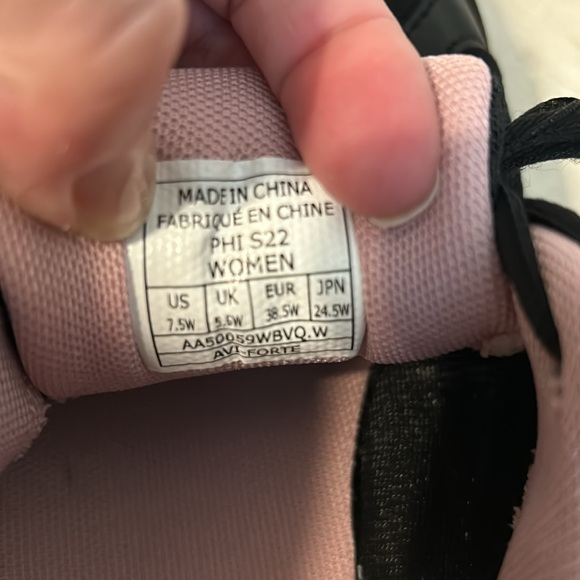 MADE IN CHINA
FABRIQUÉ EN CHINE
PHI S22
WOMEN
US UK EUR JPN
7.5W 5.5W 38.5W 24.5W
AA50059WBVQ.W
AVI-FORTE